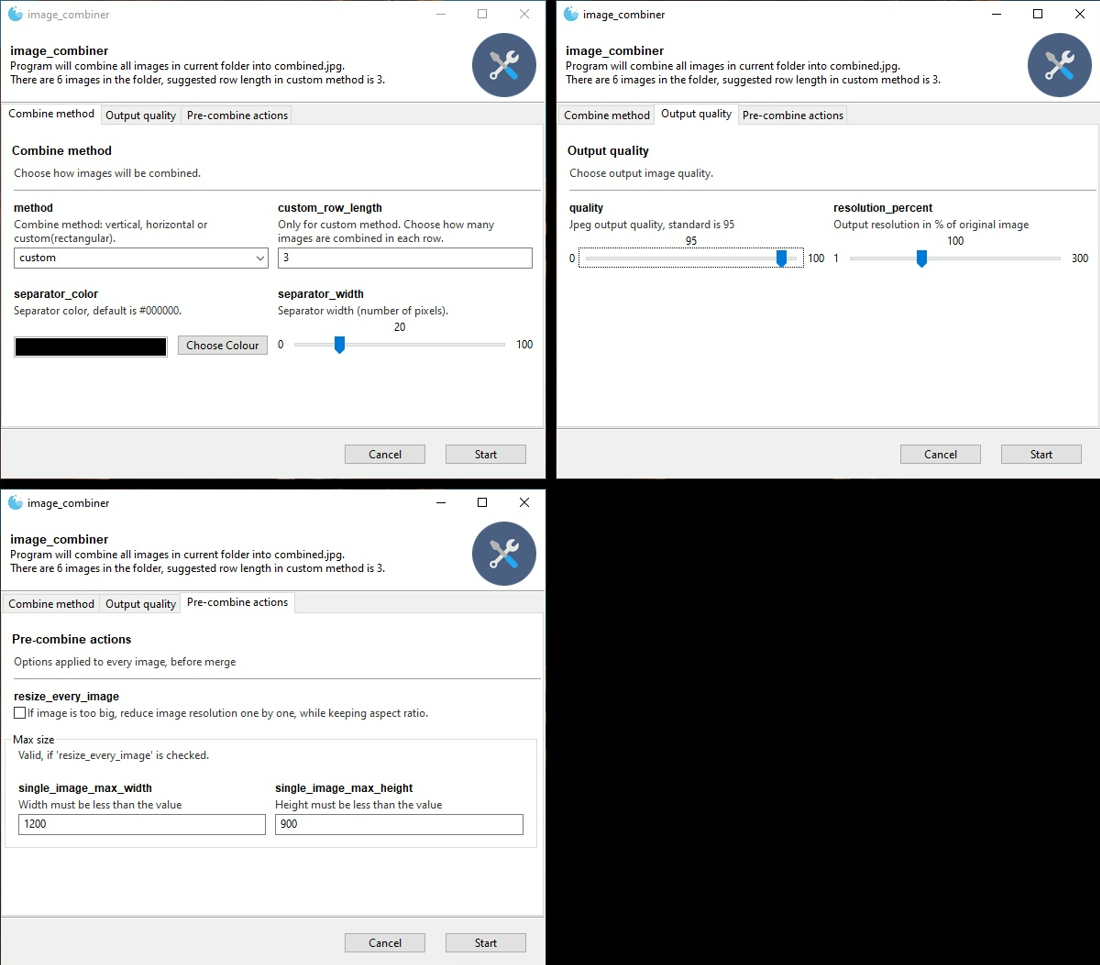 image_combiner
image_combiner
Program will combine all images in current folder into combined.jpg.
There are 6 images in the folder, suggested row length in custom method is 3.
Combine method Output quality Pre-combine actions
Combine method
Choose how images will be combined.
method
Combine method: vertical, horizontal or
custom(rectangular).
custom
custom_row_length
Only for custom method. Choose how many
images are combined in each row.
3
separator_color
Separator color, default is #000000.
Choose Colour
separator_width
Separator width (number of pixels).
20
0 100
Cancel Start
image_combiner
image_combiner
Program will combine all images in current folder into combined.jpg.
There are 6 images in the folder, suggested row length in custom method is 3.
Combine method Output quality Pre-combine actions
Output quality
Choose output image quality.
quality
Jpeg output quality, standard is 95
95
0 100
resolution_percent
Output resolution in % of original image
100
1 300
Cancel Start
image_combiner
image_combiner
Program will combine all images in current folder into combined.jpg.
There are 6 images in the folder, suggested row length in custom method is 3.
Combine method Output quality Pre-combine actions
Pre-combine actions
Options applied to every image, before merge
resize_every_image
If image is too big, reduce image resolution one by one, while keeping aspect ratio.
Max size
Valid, if 'resize_every_image' is checked.
single_image_max_width
Width must be less than the value
1200
single_image_max_height
Height must be less than the value
900
Cancel Start